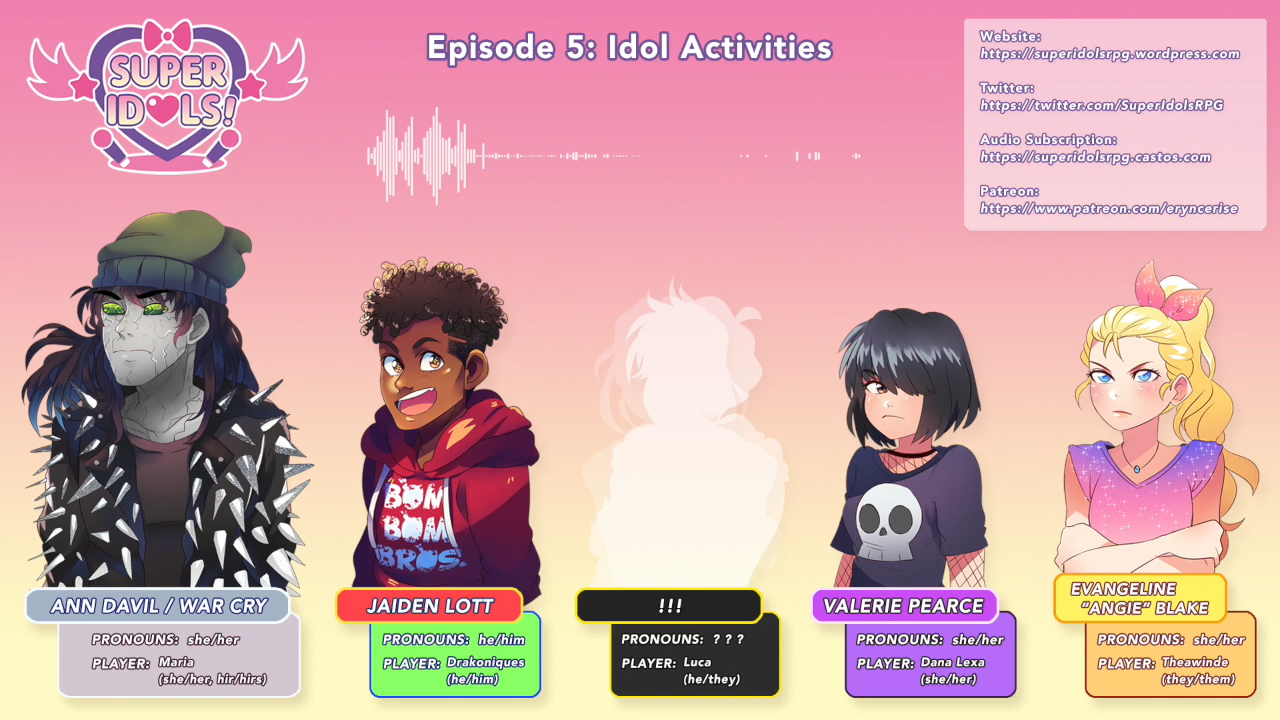 SUPER
IDOLS!
Episode 5: Idol Activities
Website:
https://superidolsrpg.wordpress.com
Twitter:
https://twitter.com/SuperIdolsRPG
Audio Subscription:
https://superidolsrpg.castos.com
Patreon:
https://www.patreon.com/eryncerise
BOM
BOM
BROS.
ANN DAVIL / WAR CRY
PRONOUNS: she/her
PLAYER: Maria
(she/her, hir/hirs)
JAIDEN LOTT
PRONOUNS: he/him
PLAYER: Drakoniques
(he/him)
!!!
PRONOUNS: ? ? ?
PLAYER: Luca
(he/they)
VALERIE PEARCE
PRONOUNS: she/her
PLAYER: Dana Lexa
(she/her)
EVANGELINE
"ANGIE" BLAKE
PRONOUNS: she/her
PLAYER: Theawinde
(they/them)